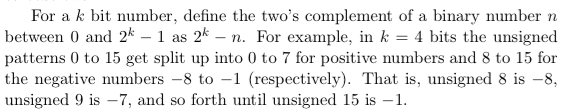 For a k bit number, define the two's complement of a binary number n
between 0 and 2^k − 1 as 2^k − n. For example, in k = 4 bits the unsigned
patterns 0 to 15 get split up into 0 to 7 for positive numbers and 8 to 15 for
the negative numbers −8 to −1 (respectively). That is, unsigned 8 is −8,
unsigned 9 is −7, and so forth until unsigned 15 is −1.